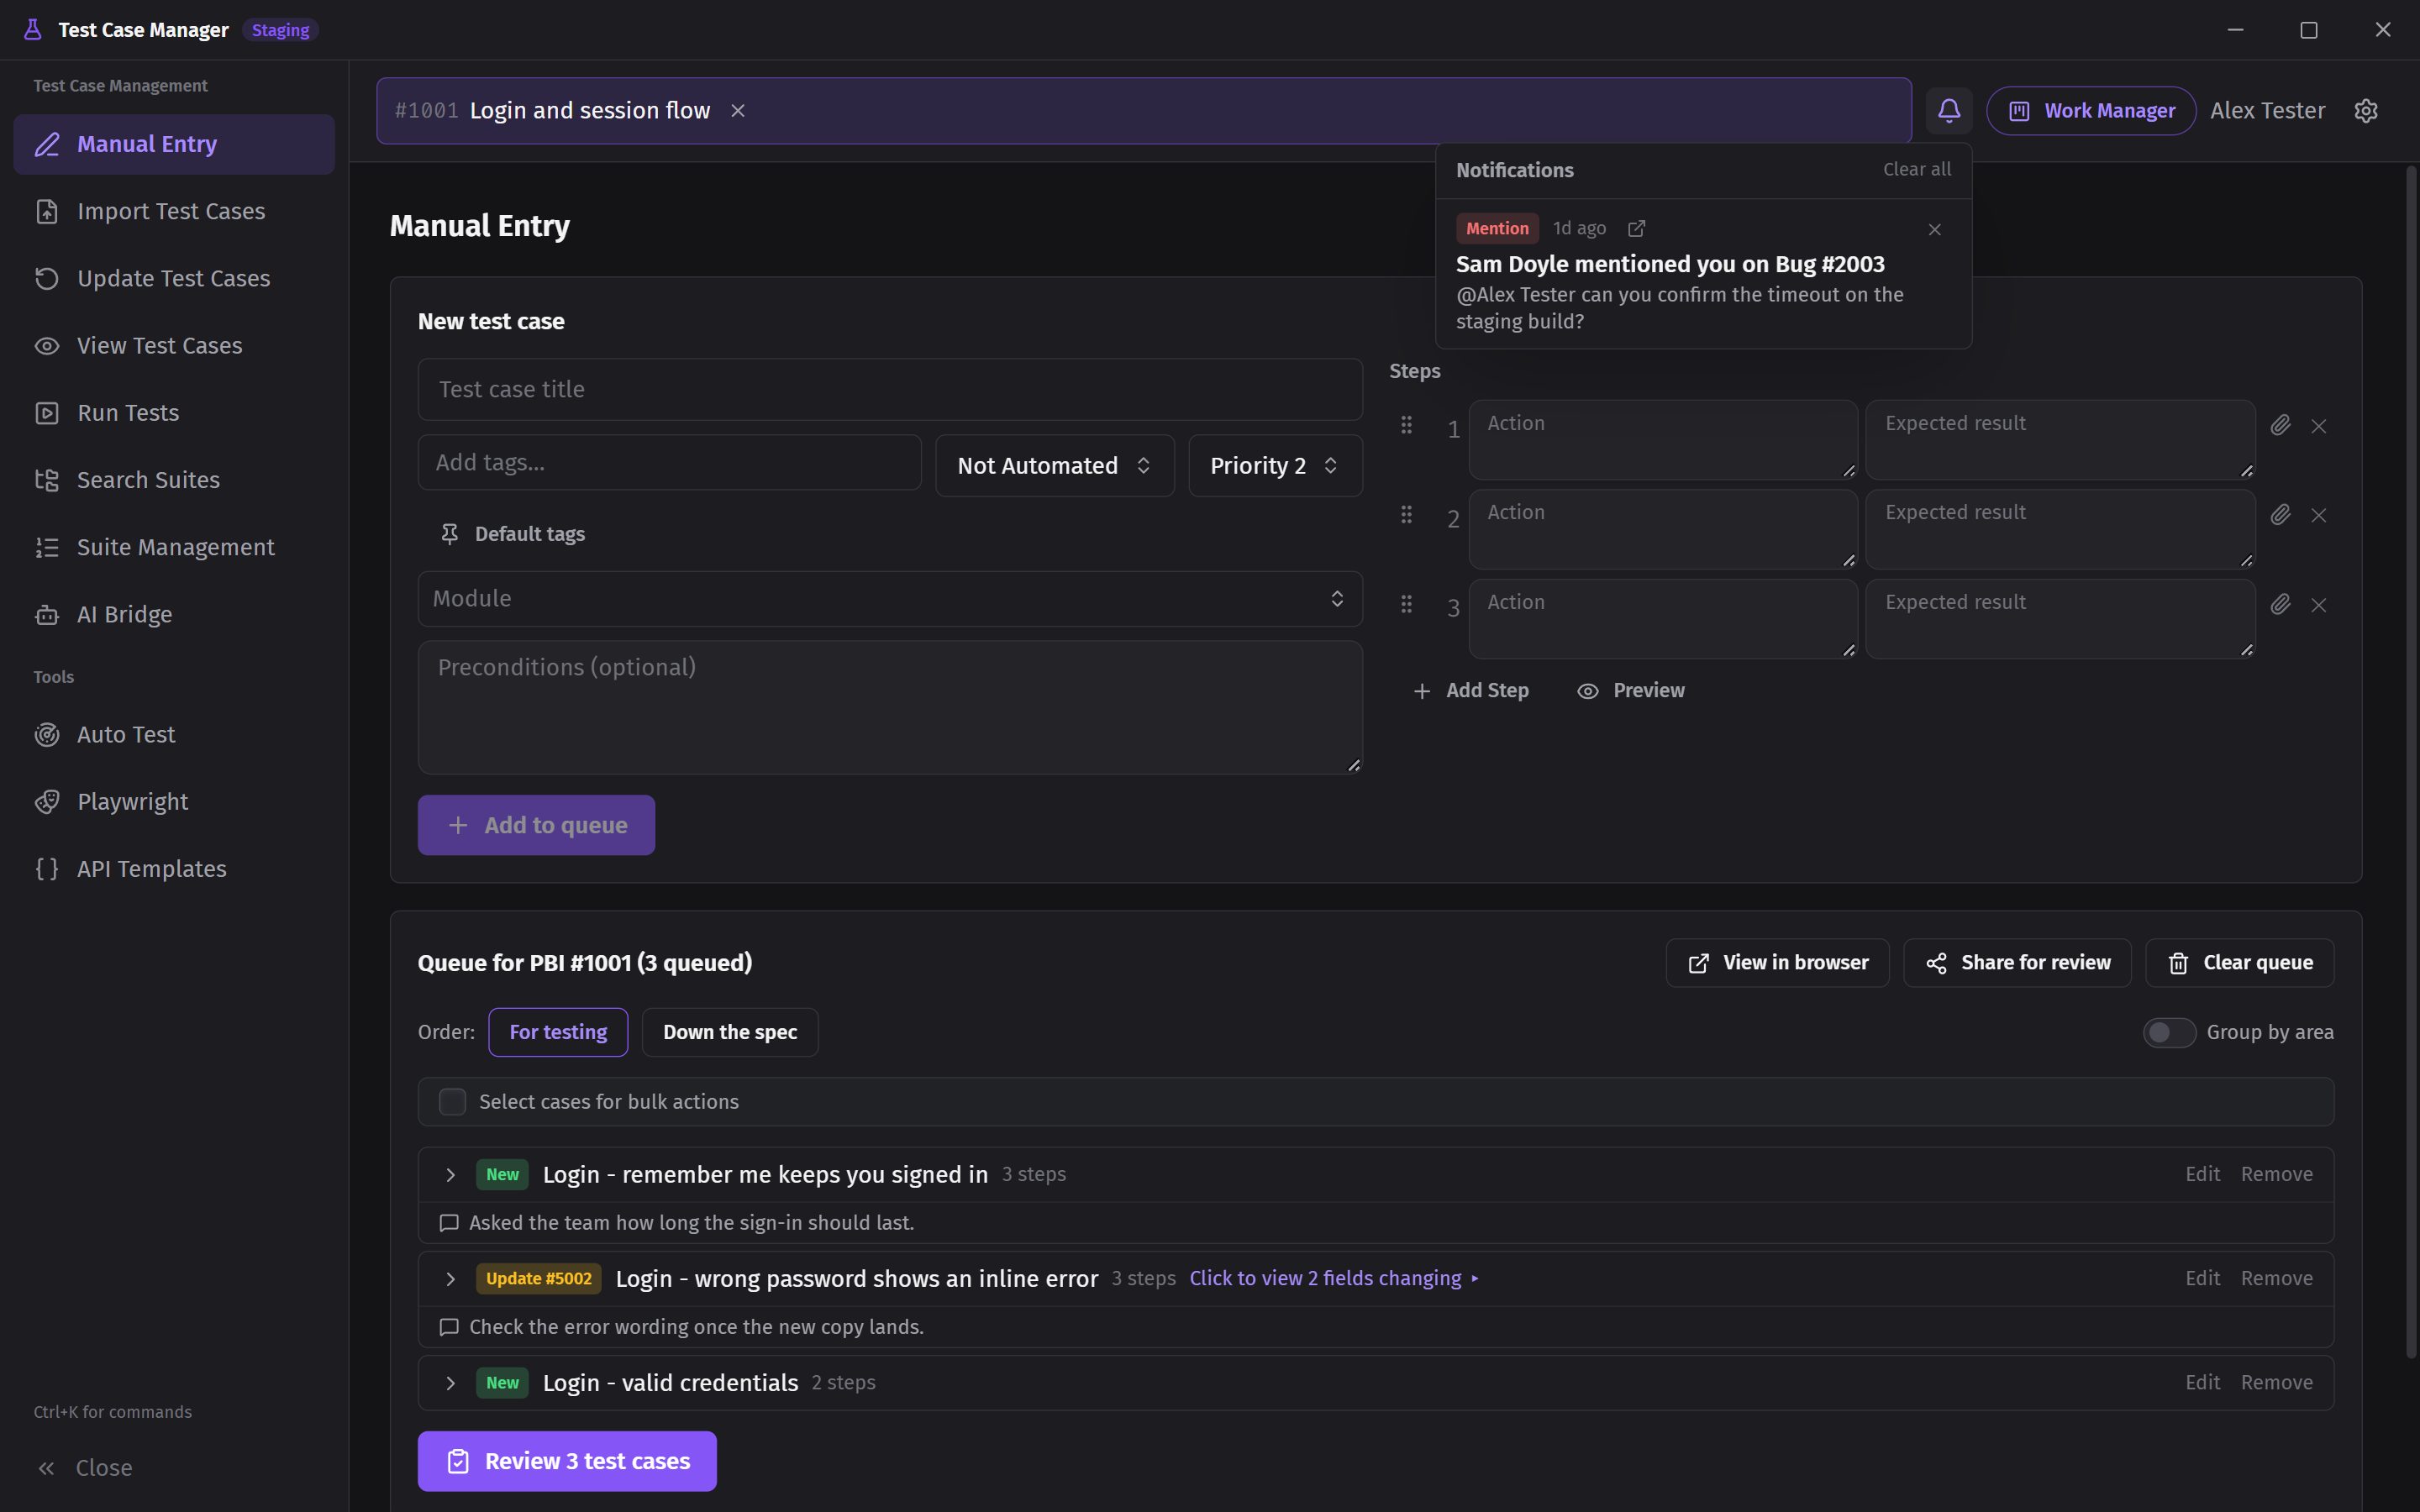 Test Case Manager Staging
Test Case Management
Manual Entry
Import Test Cases
Update Test Cases
View Test Cases
Run Tests
Search Suites
Suite Management
AI Bridge
Tools
Auto Test
Playwright
API Templates
Ctrl+K for commands
Close
#1001 Login and session flow
Work Manager
Alex Tester
Notifications
Clear all
Mention 1d ago
Sam Doyle mentioned you on Bug #2003
@Alex Tester can you confirm the timeout on the
staging build?
Manual Entry
New test case
Test case title
Add tags...
Not Automated
Priority 2
Default tags
Module
Preconditions (optional)
Add to queue
Steps
1 Action Expected result
2 Action Expected result
3 Action Expected result
Add Step
Preview
Queue for PBI #1001 (3 queued)
View in browser
Share for review
Clear queue
Order: For testing Down the spec
Group by area
Select cases for bulk actions
New Login - remember me keeps you signed in 3 steps Edit Remove
Asked the team how long the sign-in should last.
Update #5002 Login - wrong password shows an inline error 3 steps Click to view 2 fields changing ▸ Edit Remove
Check the error wording once the new copy lands.
New Login - valid credentials 2 steps Edit Remove
Review 3 test cases